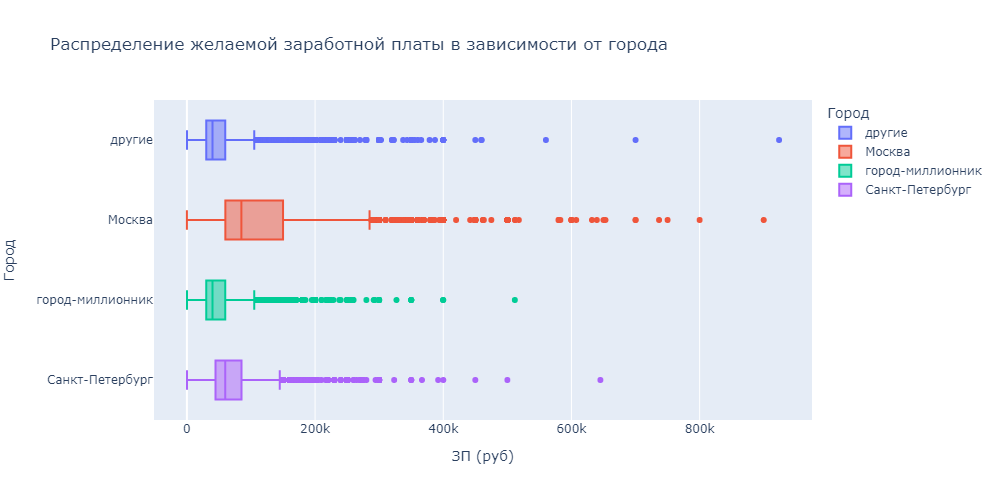 Распределение желаемой заработной платы в зависимости от города
Город
другие
Москва
город-миллионник
Санкт-Петербург
Город
другие
Москва
город-миллионник
Санкт-Петербург
0
200k
400k
600k
800k
ЗП (руб)